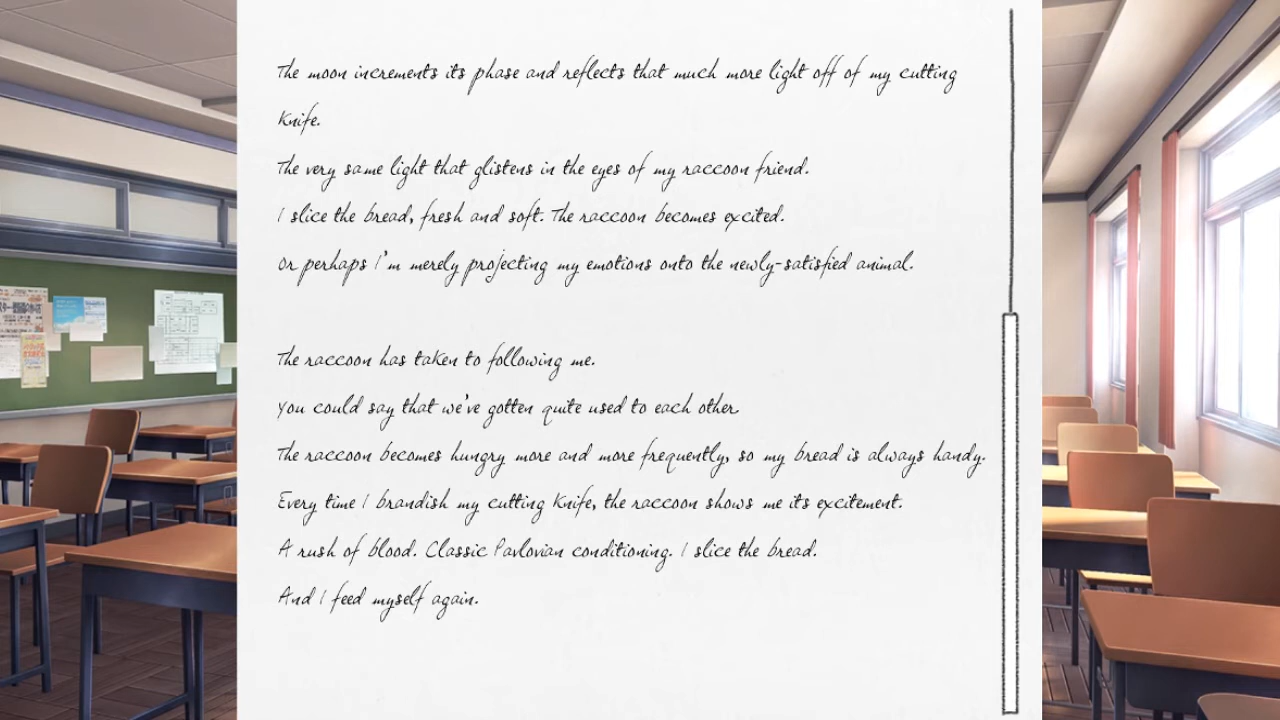 The moon increments its phase and reflects that much more light off of my cutting
knife.
The very same light that glistens in the eyes of my raccoon friend.
I slice the bread, fresh and soft. The raccoon becomes excited.
Or perhaps I'm merely projecting my emotions onto the newly-satisfied animal.
The raccoon has taken to following me.
You could say that we've gotten quite used to each other.
The raccoon becomes hungry more and more frequently, so my bread is always handy.
Every time I brandish my cutting knife, the raccoon shows me its excitement.
A rush of blood. Classic Pavlovian conditioning. I slice the bread.
And I feed myself again.